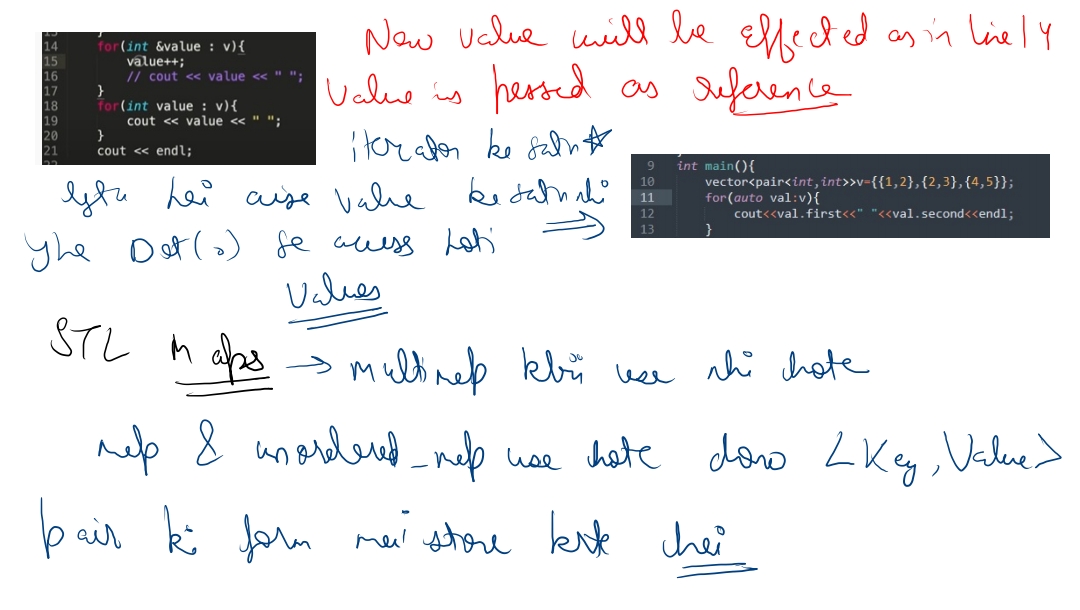 14 for(int &value : v){
15 value++;
16 // cout << value << " ";
17 }
18 for(int value : v){
19 cout << value << " ";
20 }
21 cout << endl;
Now value will be effected as in line 14
Value is passed as reference
iterator ke sath *
lgta hei aise value ke sath nhi
yhe Dot(.) se access hoti
Values
9 int main(){
10 vector<pair<int,int>>v={{1,2},{2,3},{4,5}};
11 for(auto val:v){
12 cout<<val.first<<" "<<val.second<<endl;
13 }
STL Maps → multimap kbhi use nhi hote
map & unordered_map use hote dono <Key, Value>
pair ki form mei store krte hei